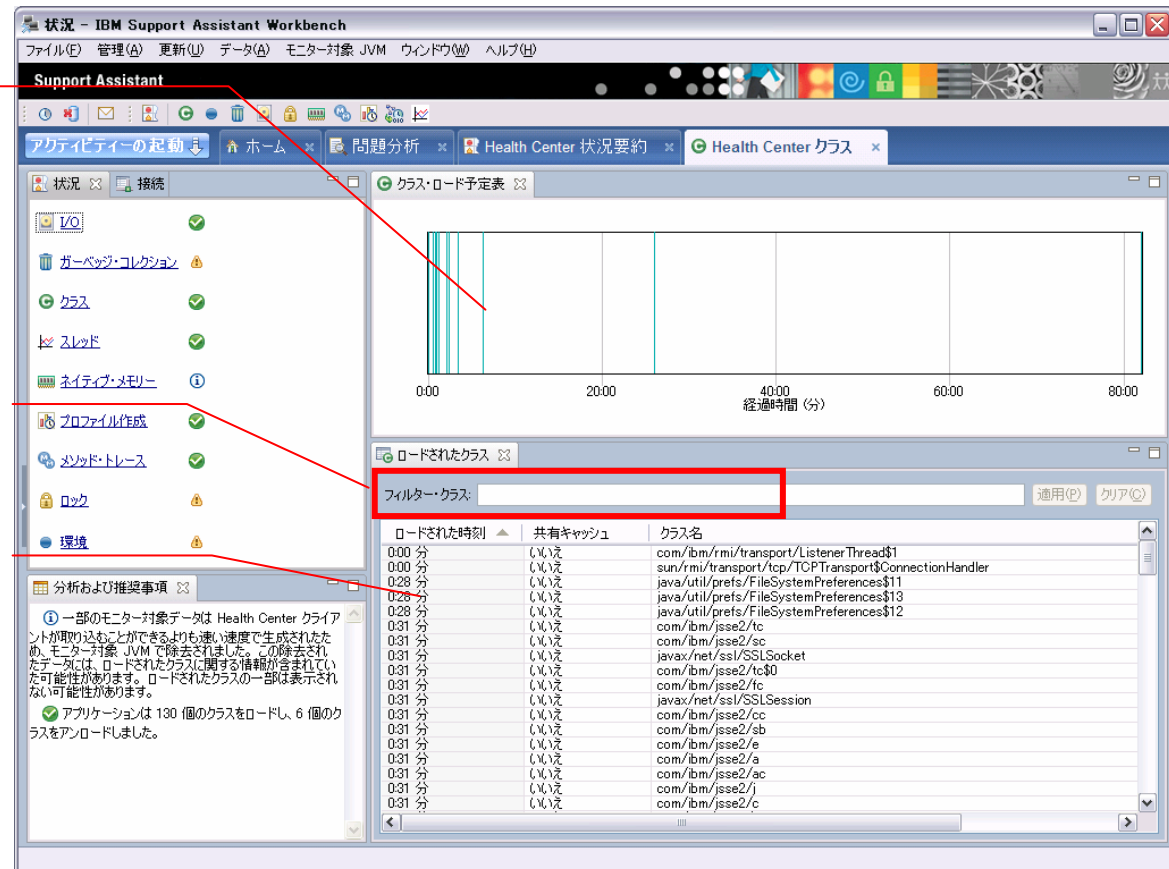 状況 - IBM Support Assistant Workbench
ファイル(F) 管理(A) 更新(U) データ(A) モニター対象 JVM ウィンドウ(W) ヘルプ(H)
Support Assistant
アクティビティーの起動 ホーム 問題分析 Health Center 状況要約 Health Center クラス
状況 接続
I/O
ガーベッジ・コレクション
クラス
スレッド
ネイティブ・メモリー
プロファイル作成
メソッド・トレース
ロック
環境
分析および推奨事項
一部のモニター対象データは Health Center クライア
ントが取り込むことができるよりも速い速度で生成されたた
め、モニター対象 JVM で除去されました。この除去され
たデータには、ロードされたクラスに関する情報が含まれてい
た可能性があります。ロードされたクラスの一部は表示され
ない可能性があります。
アプリケーションは 130 個のクラスをロードし、6 個のク
ラスをアンロードしました。
クラス・ロード予定表
0:00 20:00 40:00 60:00 80:00
経過時間 (分)
ロードされたクラス
フィルター・クラス: 適用(P) クリア(C)
ロードされた時刻 共有キャッシュ クラス名
0:00 分 いいえ com/ibm/rmi/transport/ListenerThread$1
0:00 分 いいえ sun/rmi/transport/tcp/TCPTransport$ConnectionHandler
0:28 分 いいえ java/util/prefs/FileSystemPreferences$11
0:28 分 いいえ java/util/prefs/FileSystemPreferences$13
0:28 分 いいえ java/util/prefs/FileSystemPreferences$12
0:31 分 いいえ com/ibm/jsse2/tc
0:31 分 いいえ com/ibm/jsse2/sc
0:31 分 いいえ javax/net/ssl/SSLSocket
0:31 分 いいえ com/ibm/jsse2/tc$0
0:31 分 いいえ com/ibm/jsse2/fc
0:31 分 いいえ javax/net/ssl/SSLSession
0:31 分 いいえ com/ibm/jsse2/cc
0:31 分 いいえ com/ibm/jsse2/sb
0:31 分 いいえ com/ibm/jsse2/e
0:31 分 いいえ com/ibm/jsse2/a
0:31 分 いいえ com/ibm/jsse2/ac
0:31 分 いいえ com/ibm/jsse2/j
0:31 分 いいえ com/ibm/jsse2/c